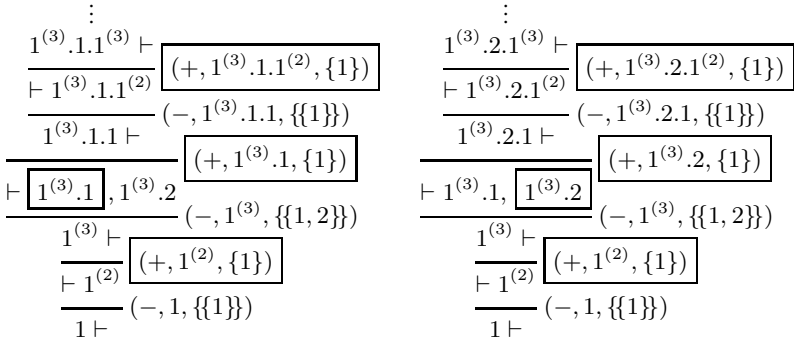 ⋮ ⋮
1⁽³⁾.1.1⁽³⁾ ⊢ 1⁽³⁾.2.1⁽³⁾ ⊢
(+, 1⁽³⁾.1.1⁽²⁾, {1}) (+, 1⁽³⁾.2.1⁽²⁾, {1})
⊢ 1⁽³⁾.1.1⁽²⁾ ⊢ 1⁽³⁾.2.1⁽²⁾
(−, 1⁽³⁾.1.1, {{1}}) (−, 1⁽³⁾.2.1, {{1}})
1⁽³⁾.1.1 ⊢ 1⁽³⁾.2.1 ⊢
(+, 1⁽³⁾.1, {1}) (+, 1⁽³⁾.2, {1})
⊢ 1⁽³⁾.1, 1⁽³⁾.2 ⊢ 1⁽³⁾.1, 1⁽³⁾.2
(−, 1⁽³⁾, {{1, 2}}) (−, 1⁽³⁾, {{1, 2}})
1⁽³⁾ ⊢ 1⁽³⁾ ⊢
(+, 1⁽²⁾, {1}) (+, 1⁽²⁾, {1})
⊢ 1⁽²⁾ ⊢ 1⁽²⁾
(−, 1, {{1}}) (−, 1, {{1}})
1 ⊢ 1 ⊢